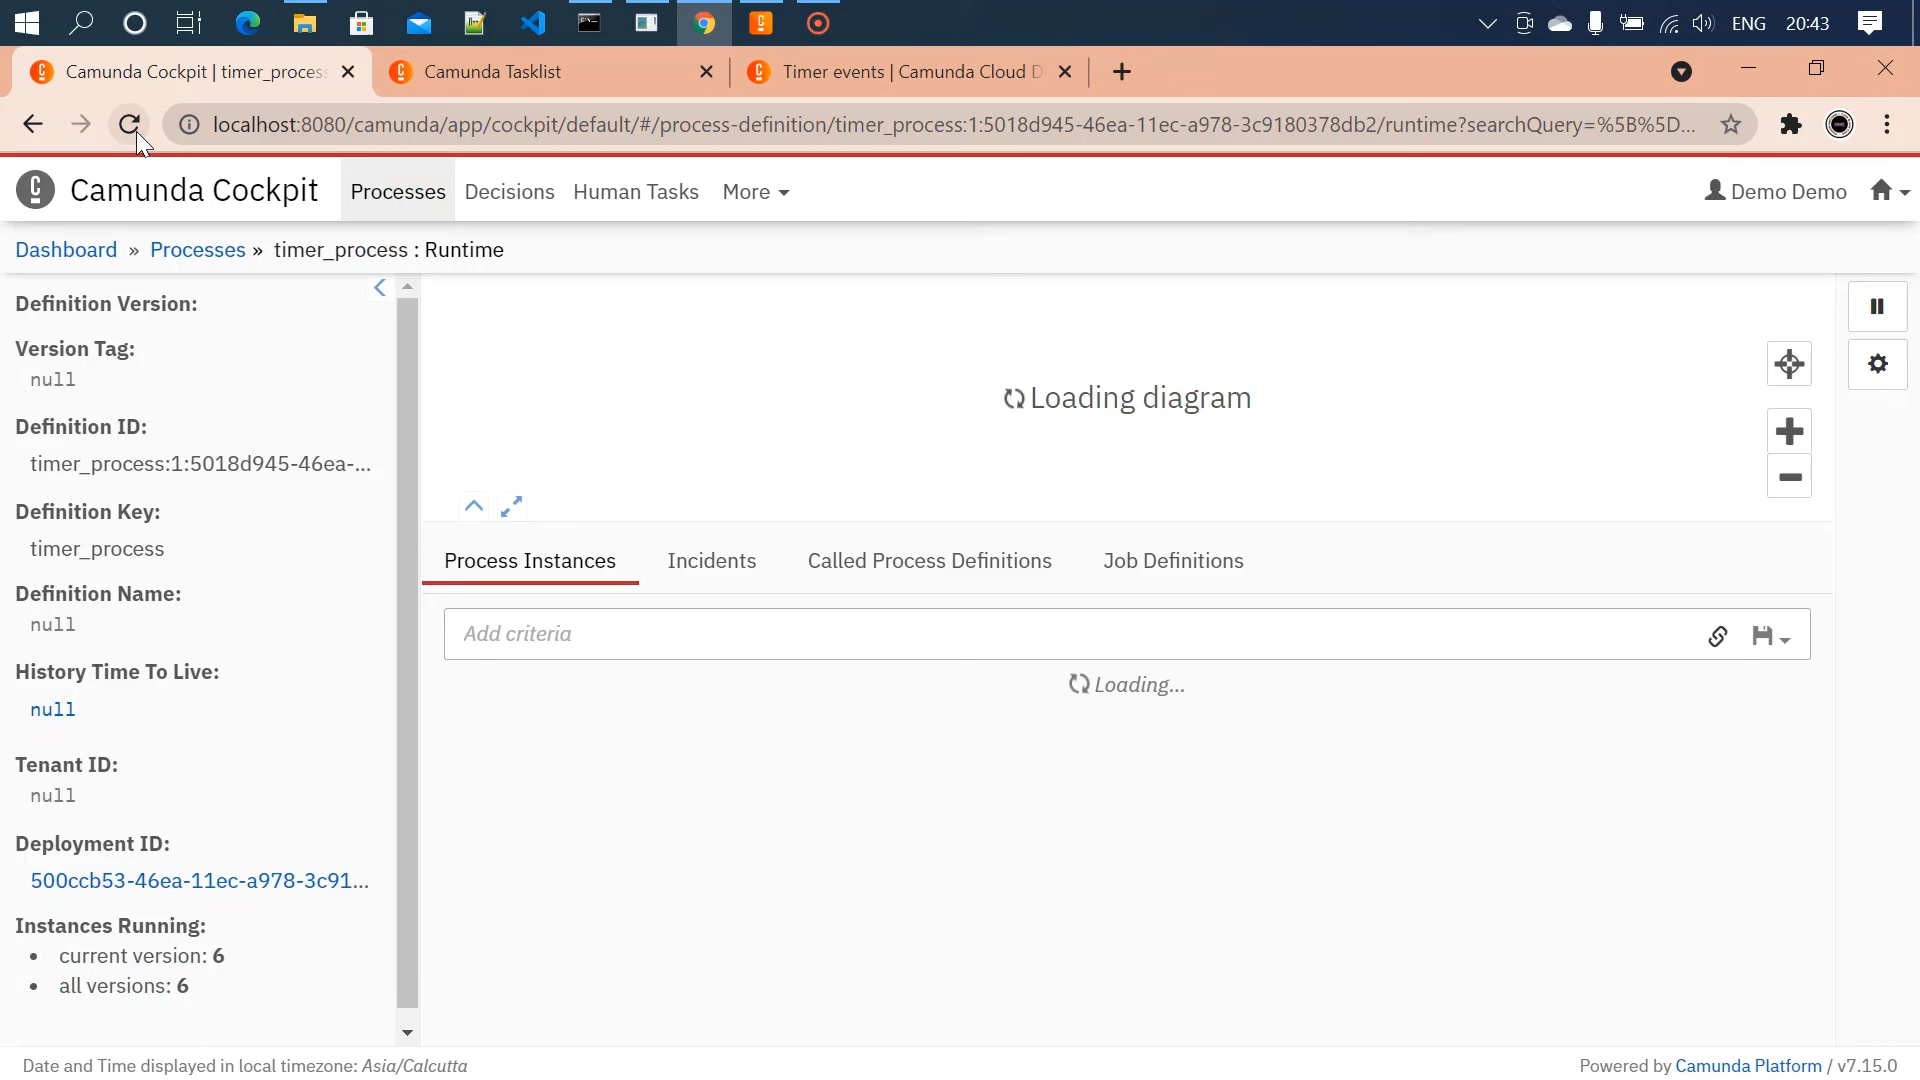 ENG 20:43
Camunda Cockpit | timer_process
Camunda Tasklist
Timer events | Camunda Cloud D
localhost:8080/camunda/app/cockpit/default/#/process-definition/timer_process:1:5018d945-46ea-11ec-a978-3c9180378db2/runtime?searchQuery=%5B%5D...
Camunda Cockpit Processes Decisions Human Tasks More Demo Demo
Dashboard » Processes » timer_process : Runtime
Definition Version:
Version Tag:
null
Definition ID:
timer_process:1:5018d945-46ea-...
Definition Key:
timer_process
Definition Name:
null
History Time To Live:
null
Tenant ID:
null
Deployment ID:
500ccb53-46ea-11ec-a978-3c91...
Instances Running:
• current version: 6
• all versions: 6
Loading diagram
Process Instances Incidents Called Process Definitions Job Definitions
Add criteria
Loading...
Date and Time displayed in local timezone: Asia/Calcutta
Powered by Camunda Platform / v7.15.0